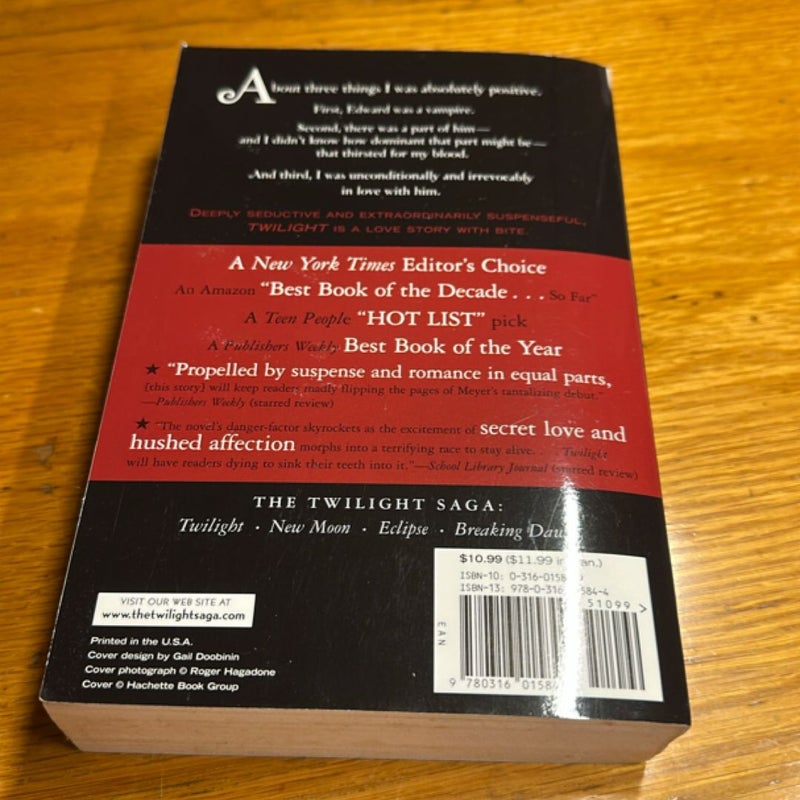 About three things I was absolutely positive.
First, Edward was a vampire.
Second, there was a part of him—
and I didn't know how dominant that part might be—
that thirsted for my blood.
And third, I was unconditionally and irrevocably
in love with him.
DEEPLY SEDUCTIVE AND EXTRAORDINARILY SUSPENSEFUL,
TWILIGHT IS A LOVE STORY WITH BITE.
A New York Times Editor's Choice
An Amazon "Best Book of the Decade . . . So Far"
A Teen People "HOT LIST" pick
A Publishers Weekly Best Book of the Year
★ "Propelled by suspense and romance in equal parts,
[this story] will keep readers madly flipping the pages of Meyer's tantalizing debut."
—Publishers Weekly (starred review)
★ "The novel's danger-factor skyrockets as the excitement of secret love and
hushed affection morphs into a terrifying race to stay alive. . . . Twilight
will have readers dying to sink their teeth into it."—School Library Journal (starred review)
THE TWILIGHT SAGA:
Twilight · New Moon · Eclipse · Breaking
$10.99 ($11.99 in Can.)
ISBN-10: 0-316-0158
ISBN-13: 978-0-316 584-4
51099 >
EAN
9 780316 0158
VISIT OUR WEB SITE AT
www.thetwilightsaga.com
Printed in the U.S.A.
Cover design by Gail Doobinin
Cover photograph © Roger Hagadone
Cover © Hachette Book Group